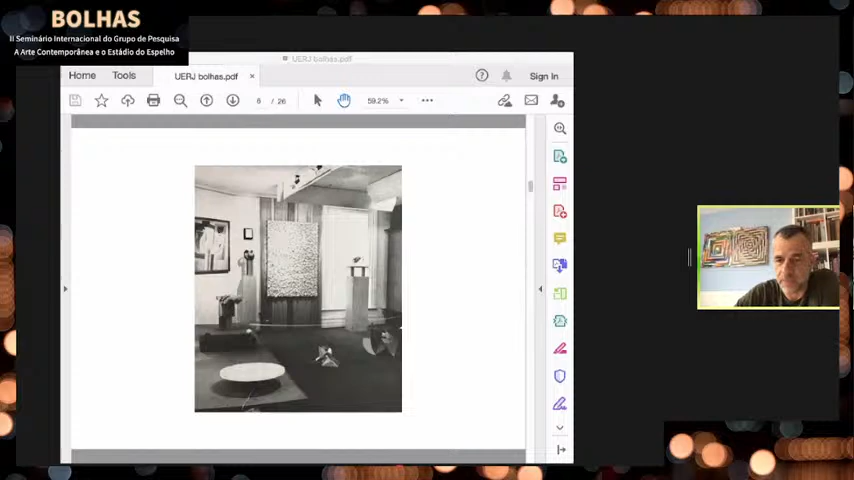 BOLHAS
II Seminário Internacional do Grupo de Pesquisa
A Arte Contemporânea e o Estádio do Espelho
UERJ bolhas.pdf
Home
Tools
UERJ bolhas.pdf
×
Sign In
6 / 26
59.2%